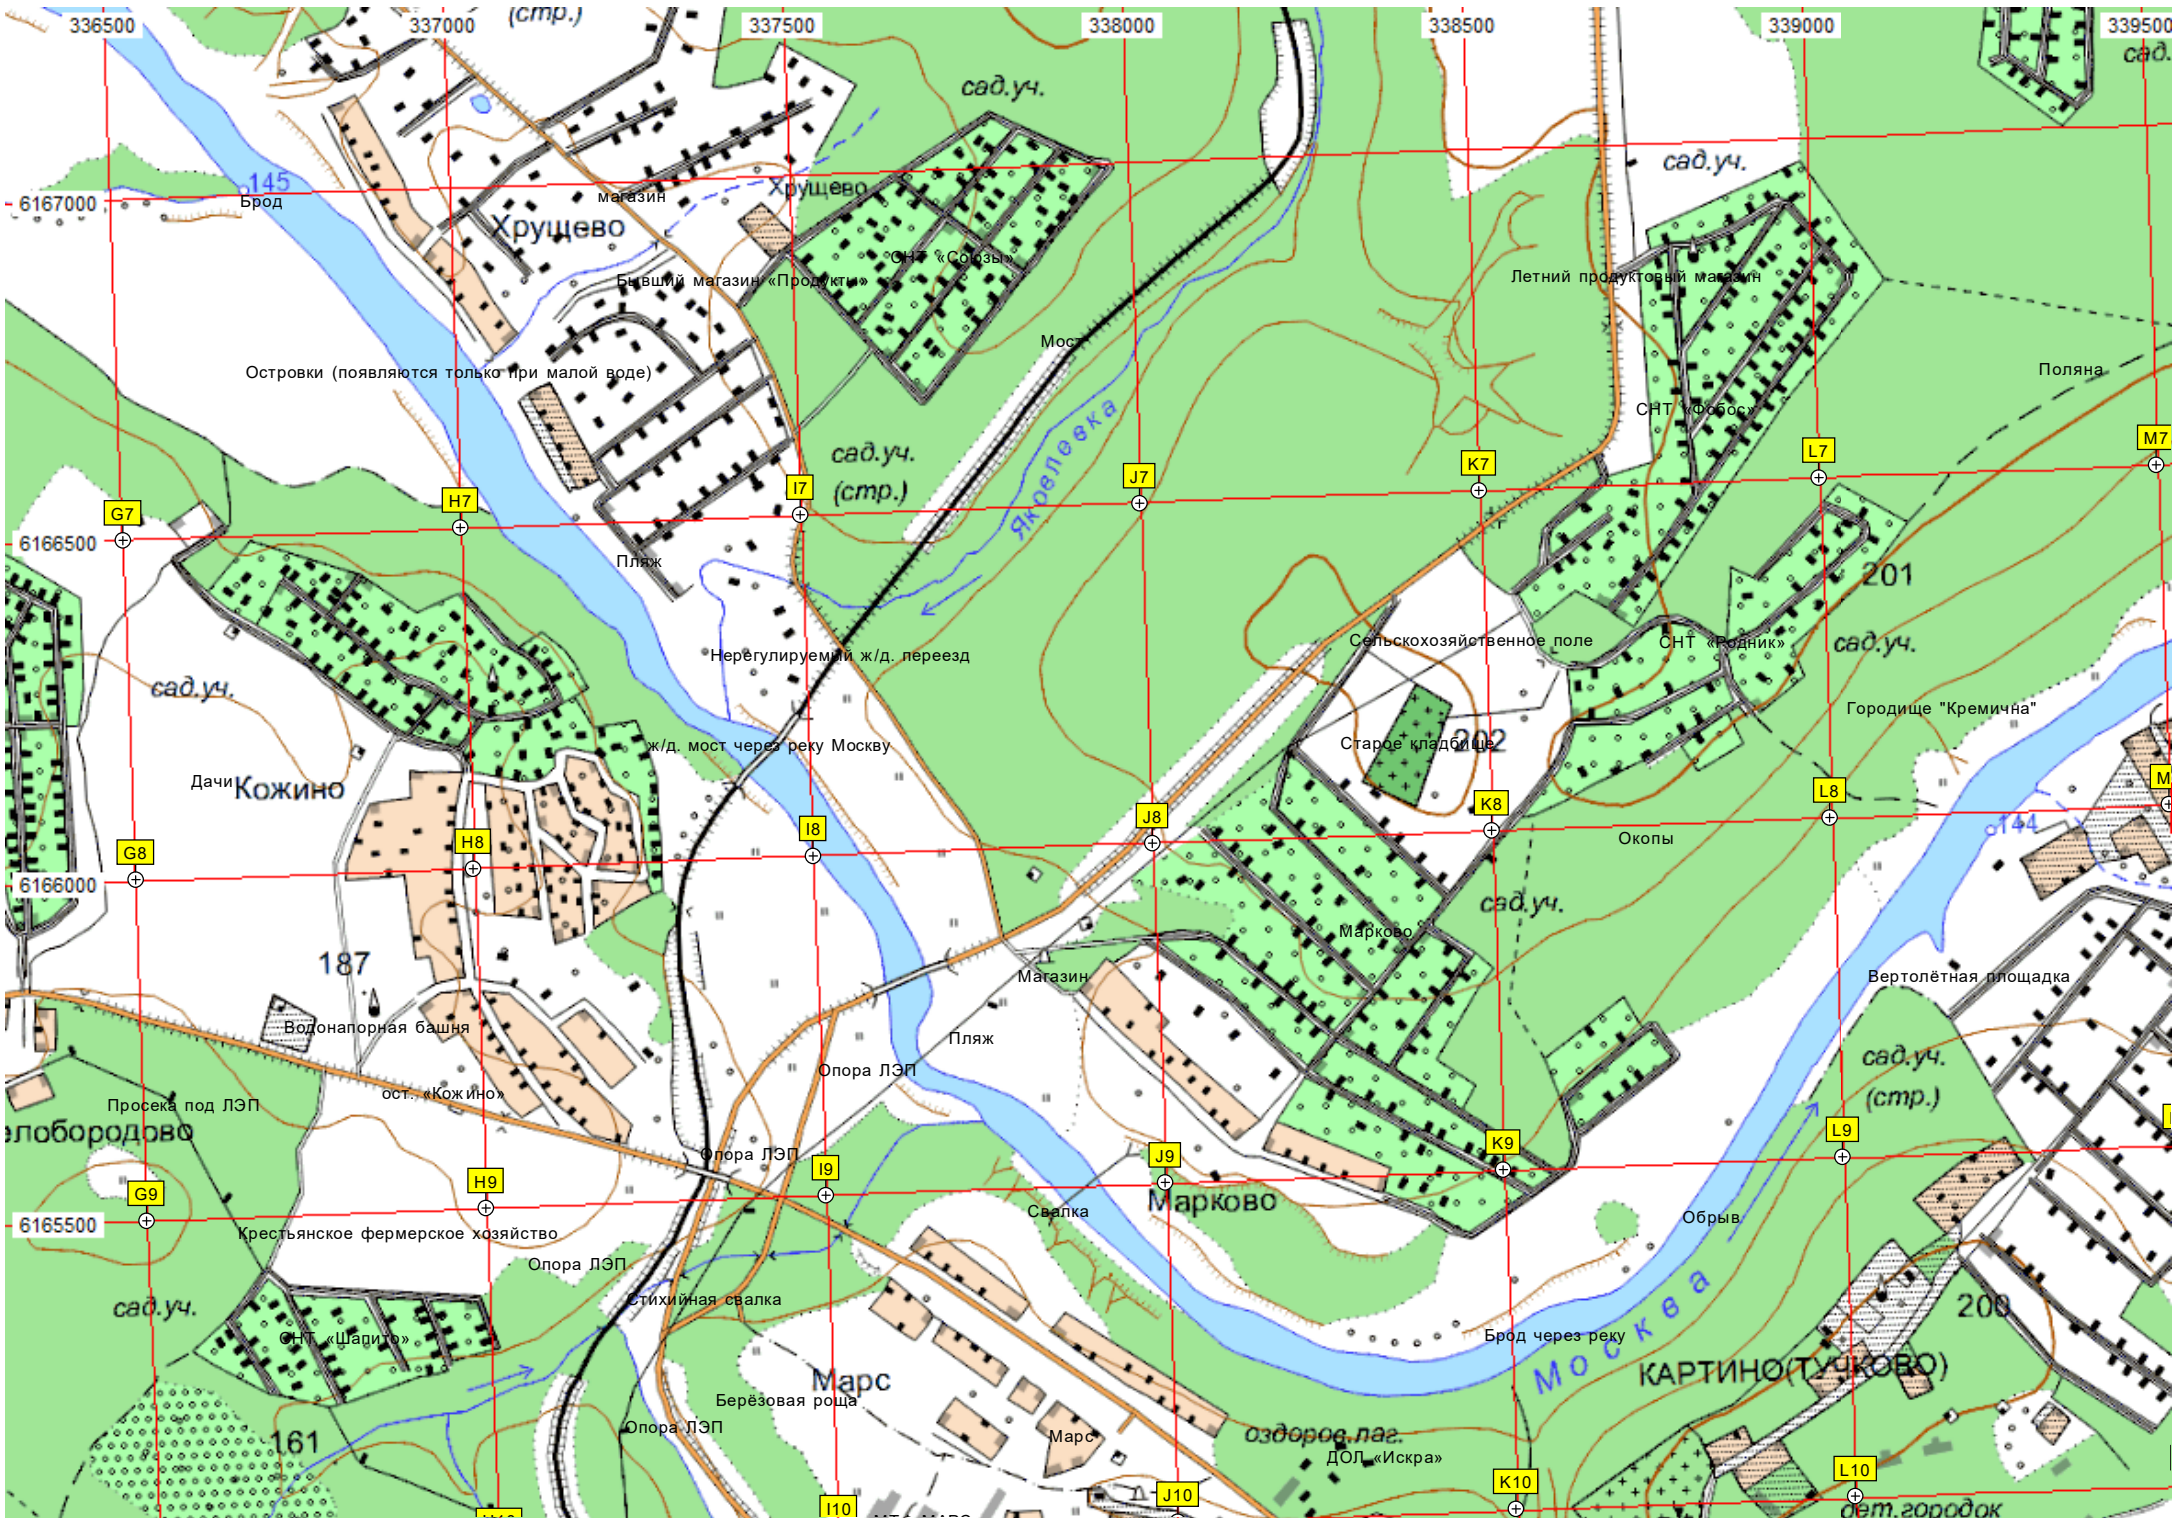 336500
337000
(стр.)
337500
338000
338500
339000
339500
сад.
сад.уч.
сад.уч.
145
Брод
6167000
магазин
Хрущево
Хрущево
СНТ «Союзы»
Бывший магазин «Продукты»
Летний продуктовый магазин
Мост
Островки (появляются только при малой воде)
Поляна
СНТ «Фобос»
Яковлевка
сад.уч.
(стр.)
G7
H7
I7
J7
K7
L7
M7
6166500
Пляж
201
Сельскохозяйственное поле
СНТ «Родник»
сад.уч.
Нерегулируемый ж/д. переезд
сад.уч.
Городище "Кремична"
ж/д. мост через реку Москву
Старое кладбище
202
Дачи
Кожино
G8
H8
I8
J8
K8
L8
M
144
Окопы
6166000
сад.уч.
Марково
187
Магазин
Вертолётная площадка
Водонапорная башня
Пляж
сад.уч.
(стр.)
Опора ЛЭП
ост. «Кожино»
Просека под ЛЭП
елобородово
Опора ЛЭП
G9
H9
I9
J9
K9
L9
Марково
Свалка
Обрыв
6165500
Крестьянское фермерское хозяйство
Опора ЛЭП
сад.уч.
Стихийная свалка
200
СНТ «Шапито»
Брод через реку
Москва
КАРТИНО(ТУЧКОВО)
Марс
Берёзовая роща
161
Опора ЛЭП
Марс
оздоров.лаг.
ДОЛ «Искра»
I10
J10
K10
L10
дет.городок